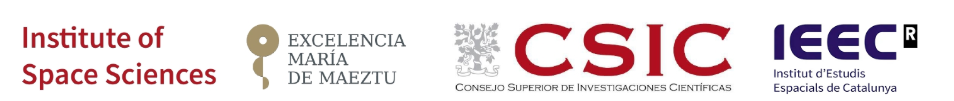 Institute of
Space Sciences
EXCELENCIA
MARÍA
DE MAEZTU
CSIC
CONSEJO SUPERIOR DE INVESTIGACIONES CIENTÍFICAS
IEEC R
Institut d'Estudis
Espacials de Catalunya